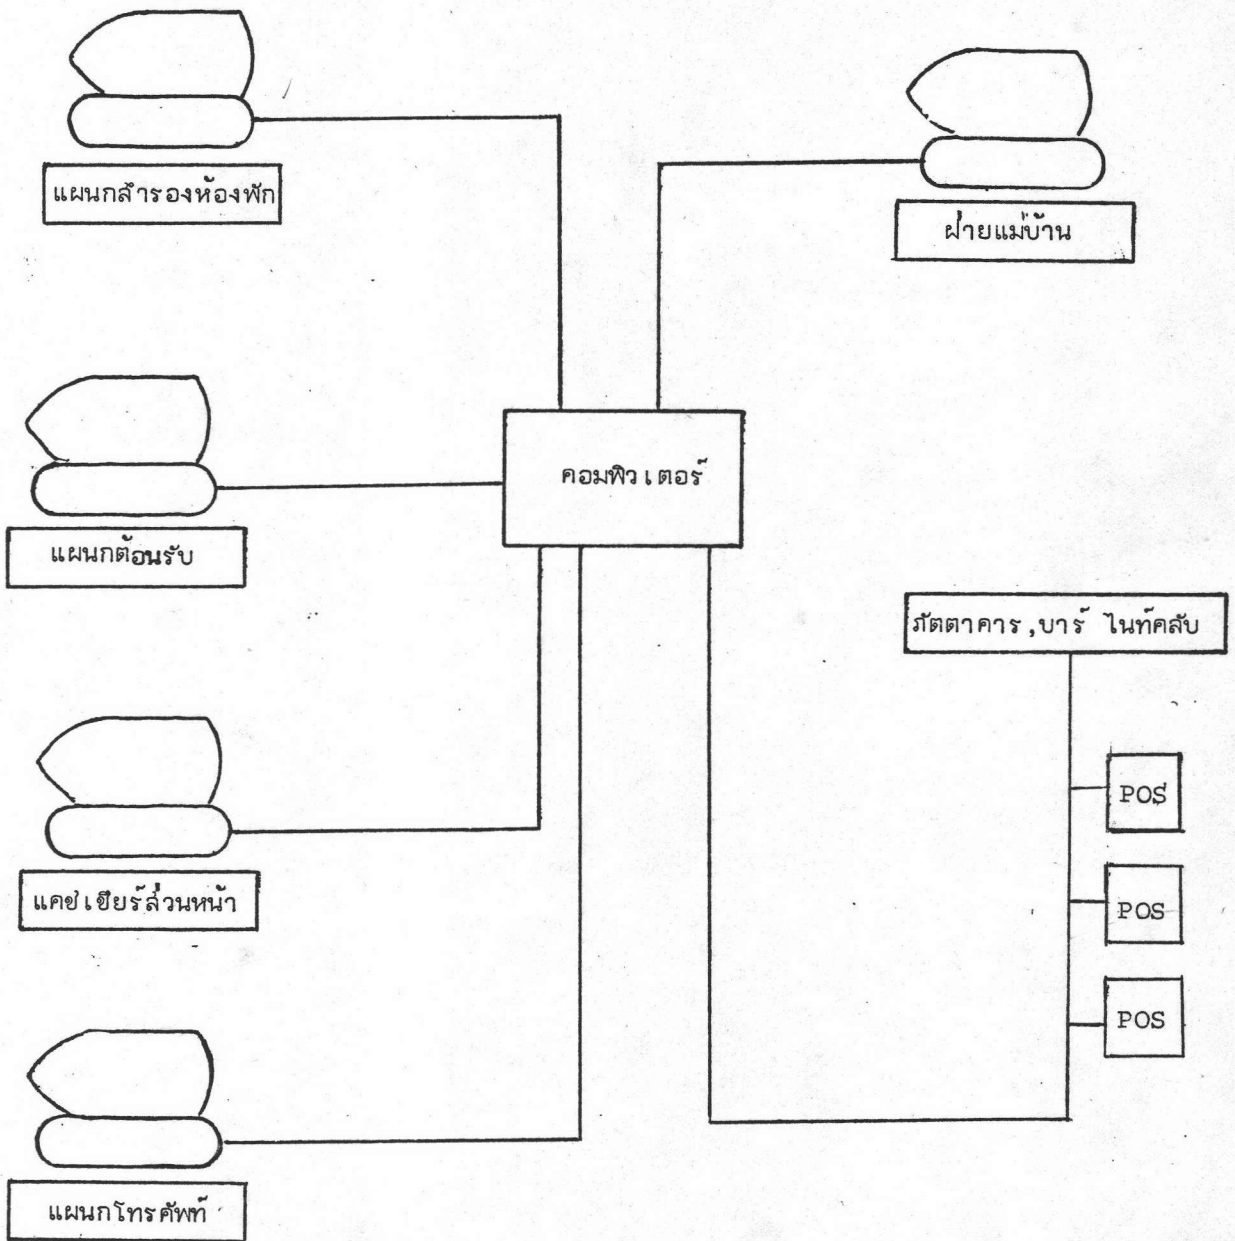 แผนกสำรองห้องพัก
ฝ่ายแม่บ้าน
คอมพิวเตอร์
แผนกต้อนรับ
ภัตตาคาร,บาร์ ไนท์คลับ
POS
แคชเชียร์ส่วนหน้า
POS
POS
แผนกโทรศัพท์